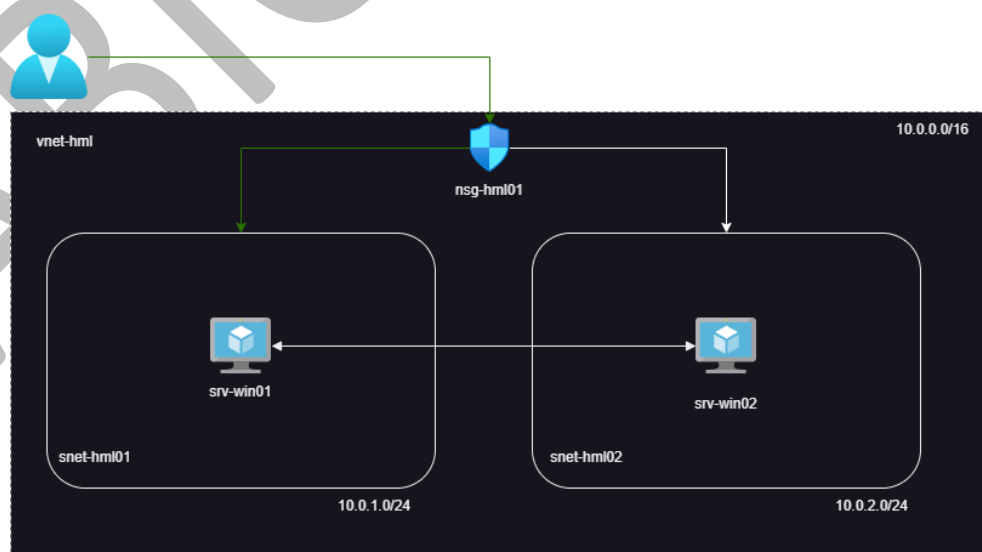 vnet-hml
10.0.0.0/16
nsg-hml01
srv-win01
srv-win02
snet-hml01
snet-hml02
10.0.1.0/24
10.0.2.0/24